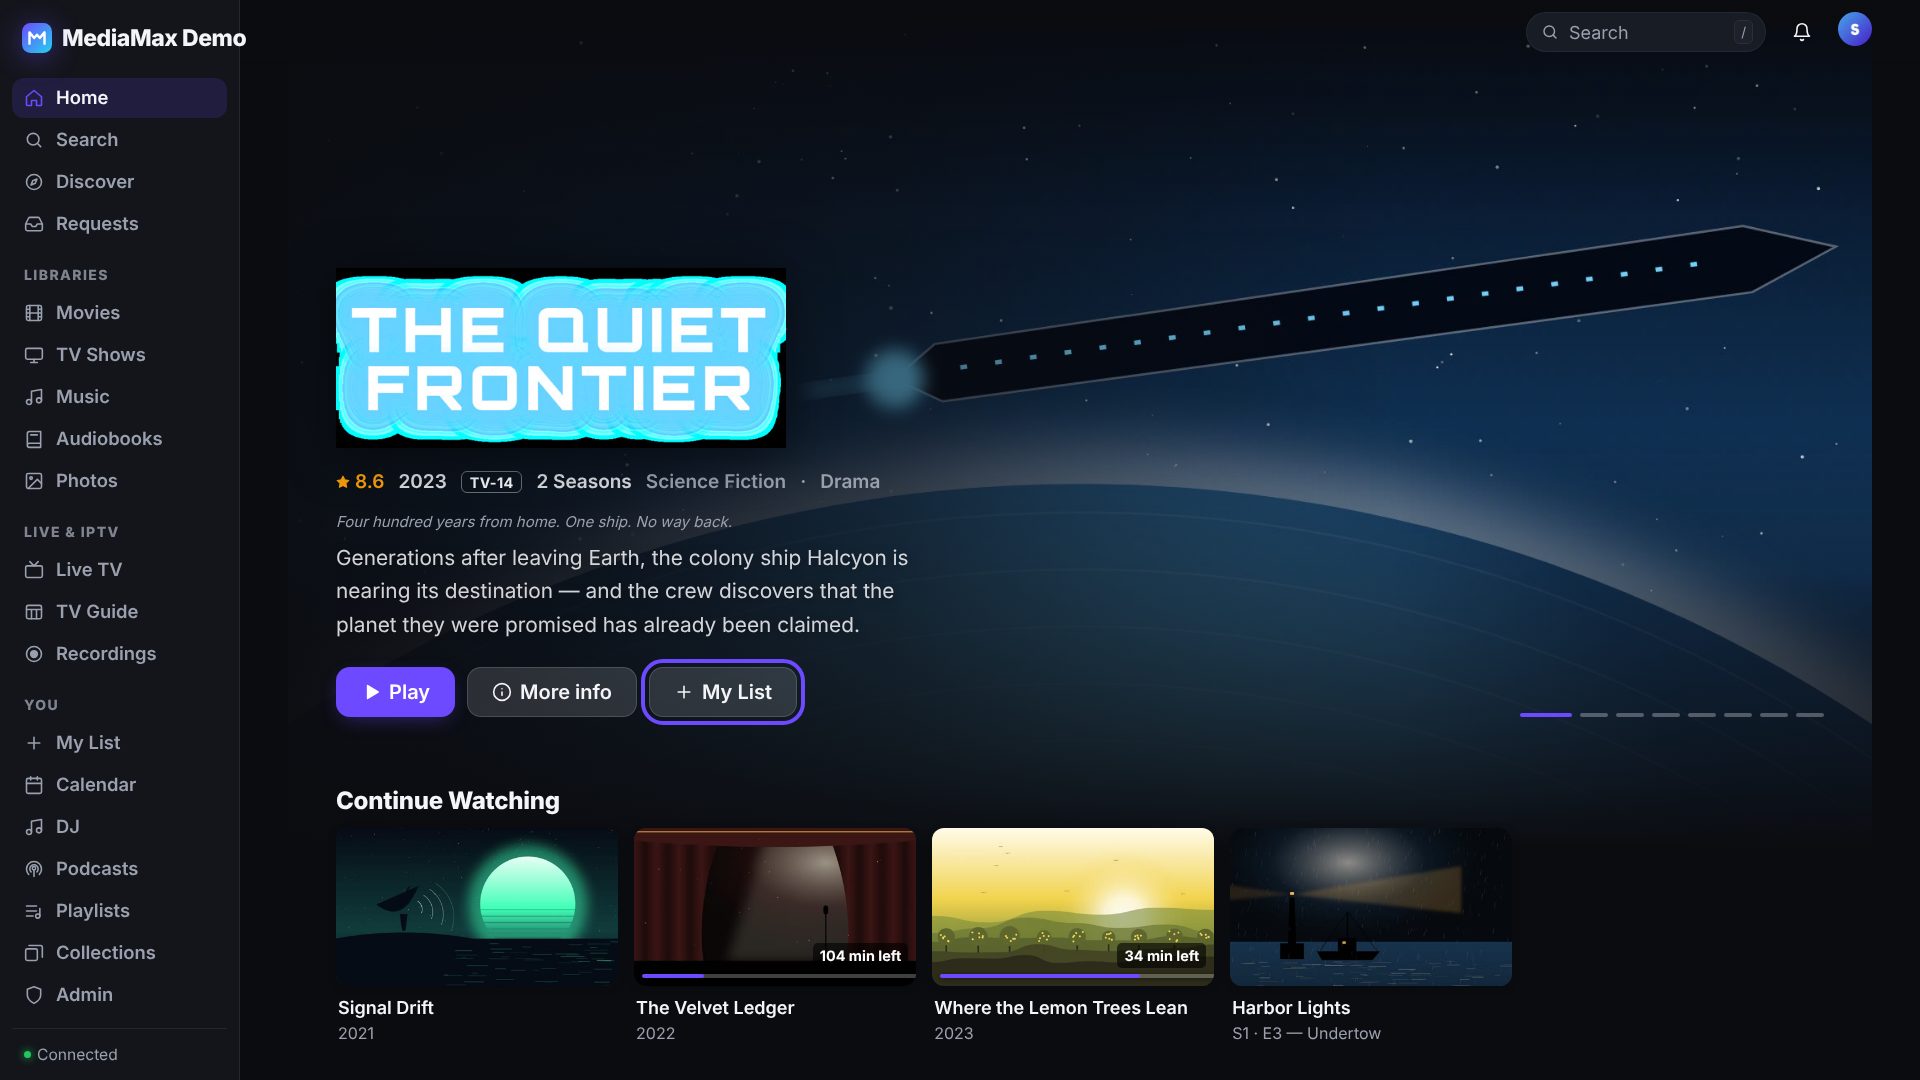 MediaMax Demo
Home
Search
Discover
Requests
LIBRARIES
Movies
TV Shows
Music
Audiobooks
Photos
LIVE & IPTV
Live TV
TV Guide
Recordings
YOU
My List
Calendar
DJ
Podcasts
Playlists
Collections
Admin
Connected
Search /
S
THE QUIET
FRONTIER
8.6 2023 TV-14 2 Seasons Science Fiction · Drama
Four hundred years from home. One ship. No way back.
Generations after leaving Earth, the colony ship Halcyon is
nearing its destination — and the crew discovers that the
planet they were promised has already been claimed.
Play
More info
My List
Continue Watching
Signal Drift
2021
104 min left
The Velvet Ledger
2022
34 min left
Where the Lemon Trees Lean
2023
Harbor Lights
S1 · E3 — Undertow